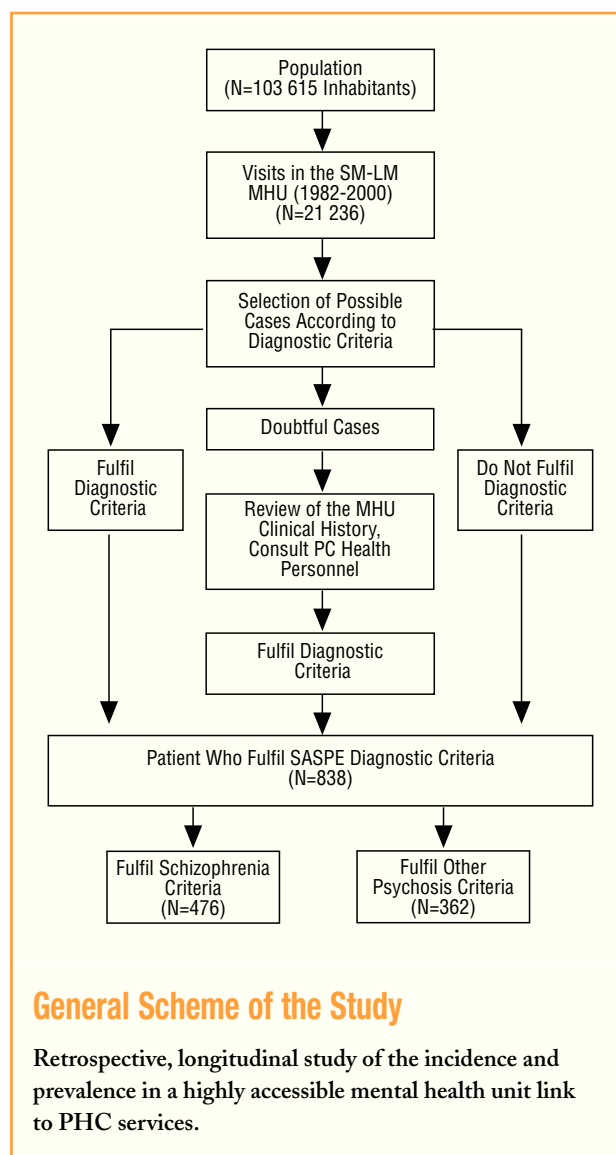 Population
(N=103 615 Inhabitants)
Visits in the SM-LM
MHU (1982-2000)
(N=21 236)
Selection of Possible
Cases According to
Diagnostic Criteria
Doubtful Cases
Fulfil
Diagnostic
Criteria
Do Not Fulfil
Diagnostic
Criteria
Review of the MHU
Clinical History,
Consult PC Health
Personnel
Fulfil Diagnostic
Criteria
Patient Who Fulfil SASPE Diagnostic Criteria
(N=838)
Fulfil Schizophrenia
Criteria
(N=476)
Fulfil Other
Psychosis Criteria
(N=362)
General Scheme of the Study
Retrospective, longitudinal study of the incidence and
prevalence in a highly accessible mental health unit link
to PHC services.